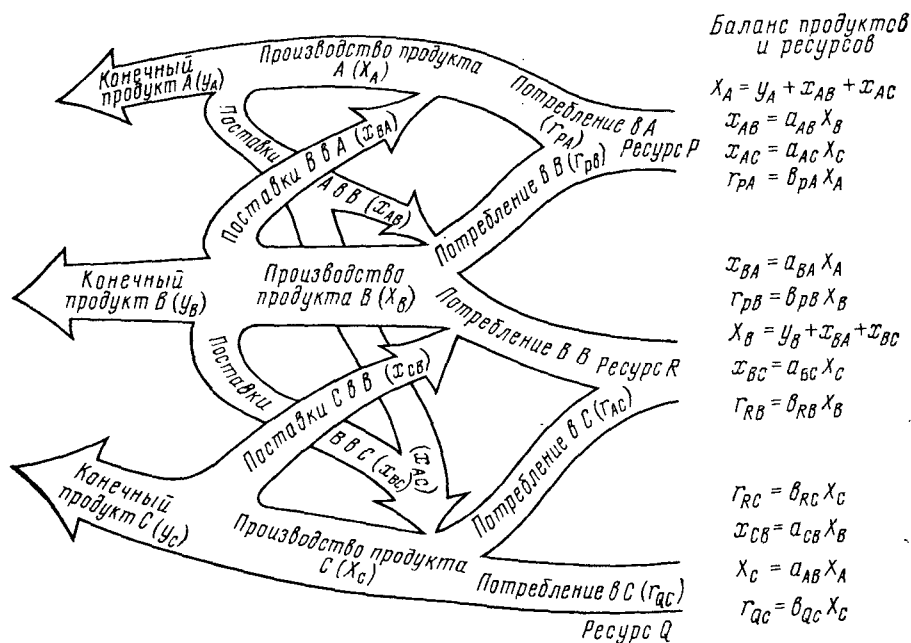 Баланс продуктов
и ресурсов
Производство продукта
A (X_A)
Конечный
продукт A (y_A)
Потребление в A
(r_PA)
Ресурс P
Поставки
A в B (x_AB)
Поставки B в A (x_BA)
Потребление в B (r_PB)
X_A = y_A + x_AB + x_AC
x_AB = a_AB X_B
x_AC = a_AC X_C
r_PA = в_PA X_A
Конечный
продукт B (y_B)
Производство
продукта B (X_B)
Потребление в B
Ресурс R
Поставки
B в C (x_BC)
Поставки C в B (x_CB)
(x_AC)
Потребление в C (r_AC)
x_BA = a_BA X_A
r_PB = в_PB X_B
X_B = y_B + x_BA + x_BC
x_BC = a_БC X_C
r_RB = в_RB X_B
Конечный
продукт C (y_C)
Производство продукта
C (X_C)
Потребление в C (r_QC)
Ресурс Q
r_RC = в_RC X_C
x_CB = a_CB X_B
X_C = a_AB X_A
r_QC = в_QC X_C